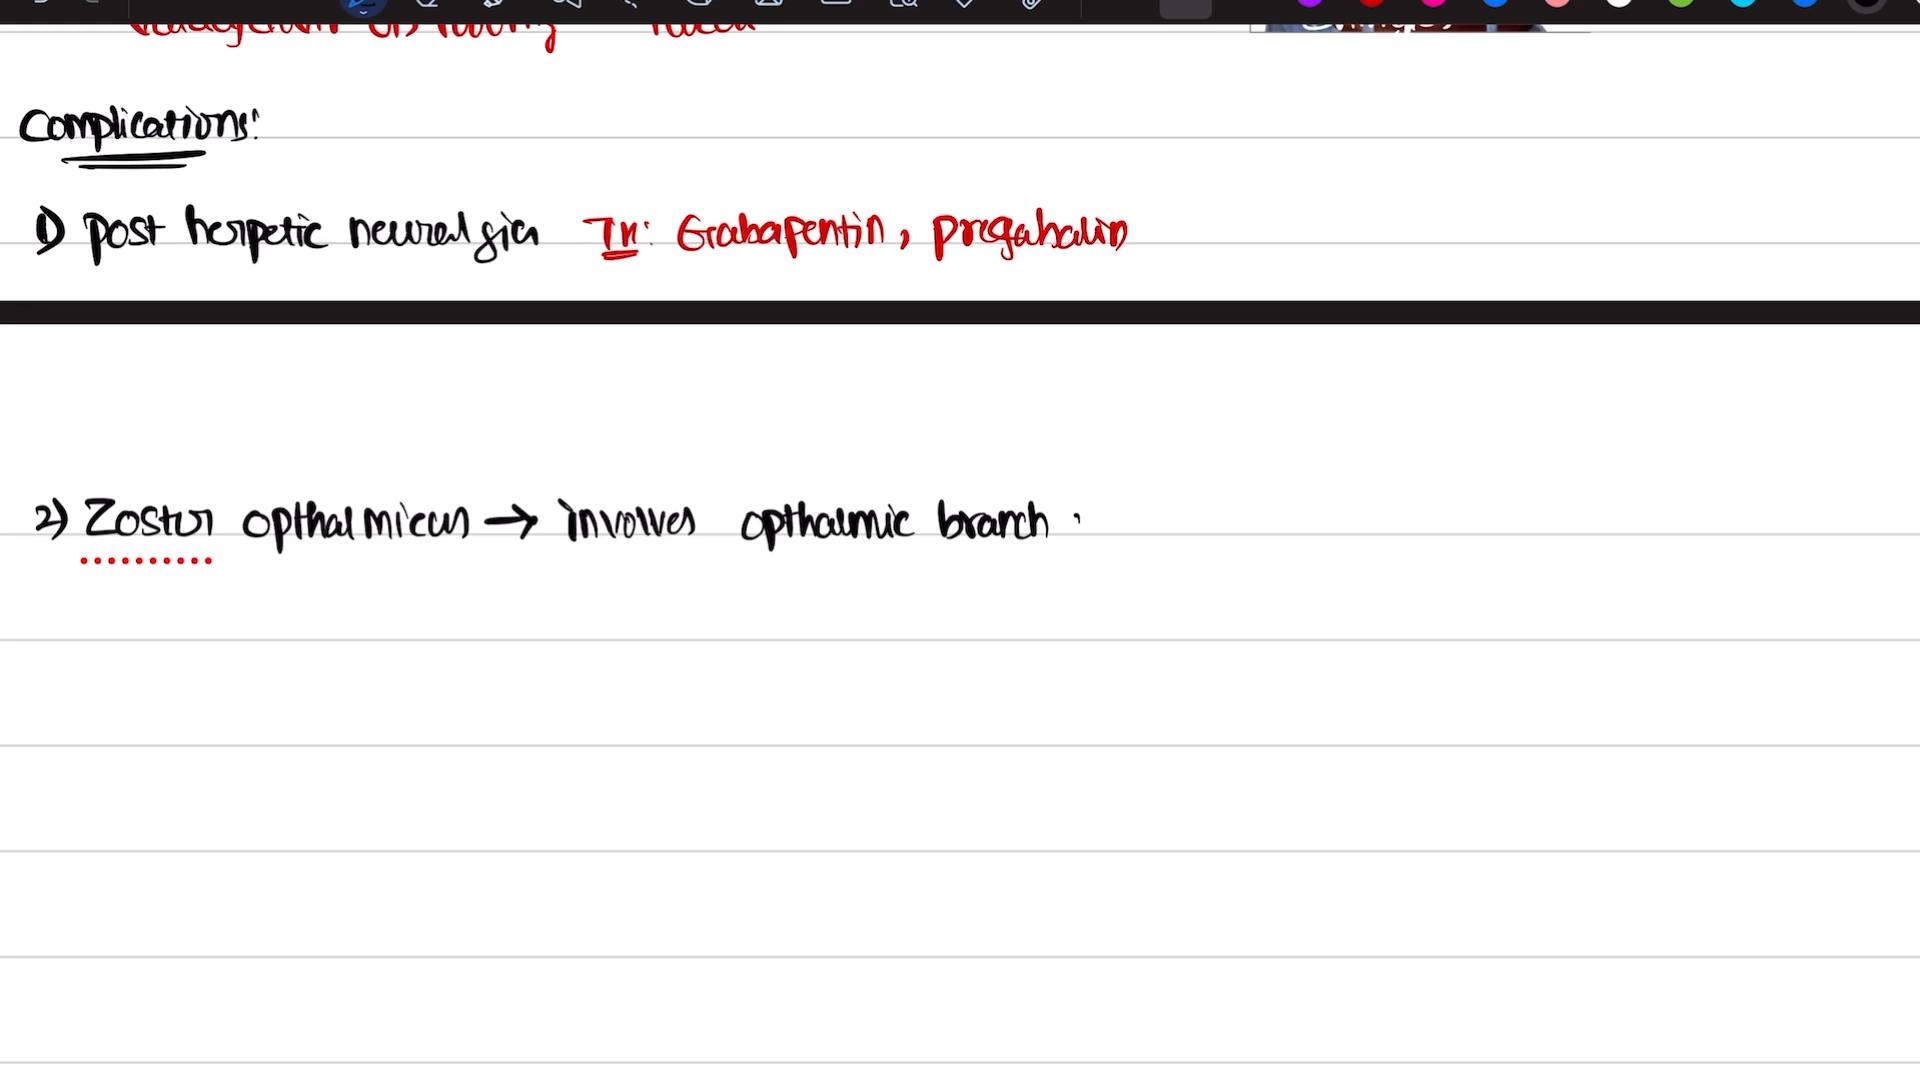 Complications:
1) post herpetic neuralgia Tx: Gabapentin, pregabalin
2) Zoster opthalmicus → involves opthalmic branch